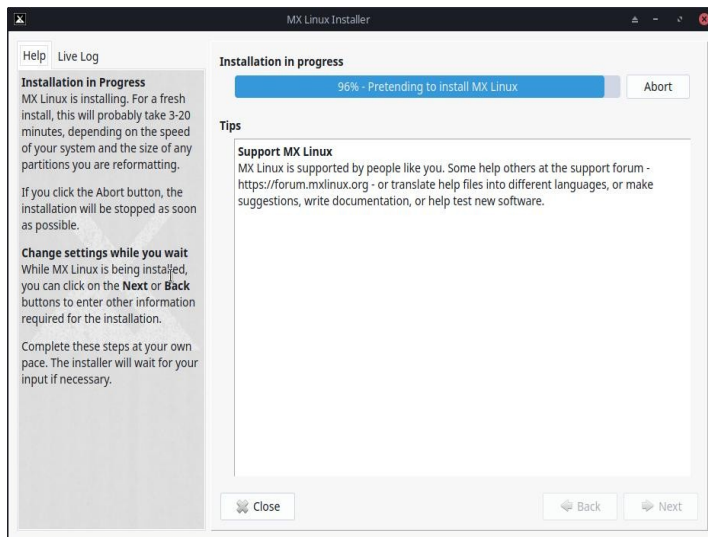 MX Linux Installer
Help
Live Log
Installation in Progress
MX Linux is installing. For a fresh
install, this will probably take 3-20
minutes, depending on the speed
of your system and the size of any
partitions you are reformatting.
If you click the Abort button, the
installation will be stopped as soon
as possible.
Change settings while you wait
While MX Linux is being installed,
you can click on the Next or Back
buttons to enter other information
required for the installation.
Complete these steps at your own
pace. The installer will wait for your
input if necessary.
Installation in progress
96% - Pretending to install MX Linux
Abort
Tips
Support MX Linux
MX Linux is supported by people like you. Some help others at the support forum -
https://forum.mxlinux.org - or translate help files into different languages, or make
suggestions, write documentation, or help test new software.
Close
Back
Next